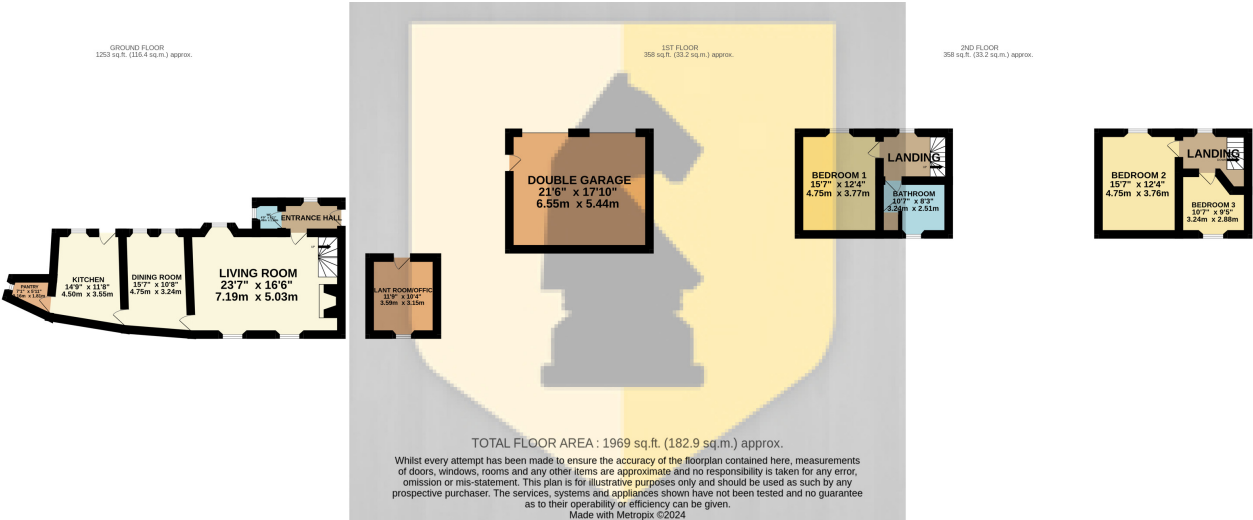 GROUND FLOOR
1253 sq.ft. (116.4 sq.m.) approx.
1ST FLOOR
358 sq.ft. (33.2 sq.m.) approx.
2ND FLOOR
358 sq.ft. (33.2 sq.m.) approx.
ENTRANCE HALL
UP
LIVING ROOM
23'7" x 16'6"
7.19m x 5.03m
DINING ROOM
15'7" x 10'8"
4.75m x 3.24m
KITCHEN
14'9" x 11'8"
4.50m x 3.55m
PANTRY
7'1" x 5'11"
LANT ROOM/OFFIC
11'9" x 10'4"
3.59m x 3.15m
DOUBLE GARAGE
21'6" x 17'10"
6.55m x 5.44m
BEDROOM 1
15'7" x 12'4"
4.75m x 3.77m
LANDING
BATHROOM
10'7" x 8'3"
3.24m x 2.51m
BEDROOM 2
15'7" x 12'4"
4.75m x 3.76m
LANDING
BEDROOM 3
10'7" x 9'5"
3.24m x 2.88m
TOTAL FLOOR AREA : 1969 sq.ft. (182.9 sq.m.) approx.
Whilst every attempt has been made to ensure the accuracy of the floorplan contained here, measurements
of doors, windows, rooms and any other items are approximate and no responsibility is taken for any error,
omission or mis-statement. This plan is for illustrative purposes only and should be used as such by any
prospective purchaser. The services, systems and appliances shown have not been tested and no guarantee
as to their operability or efficiency can be given.
Made with Metropix ©2024